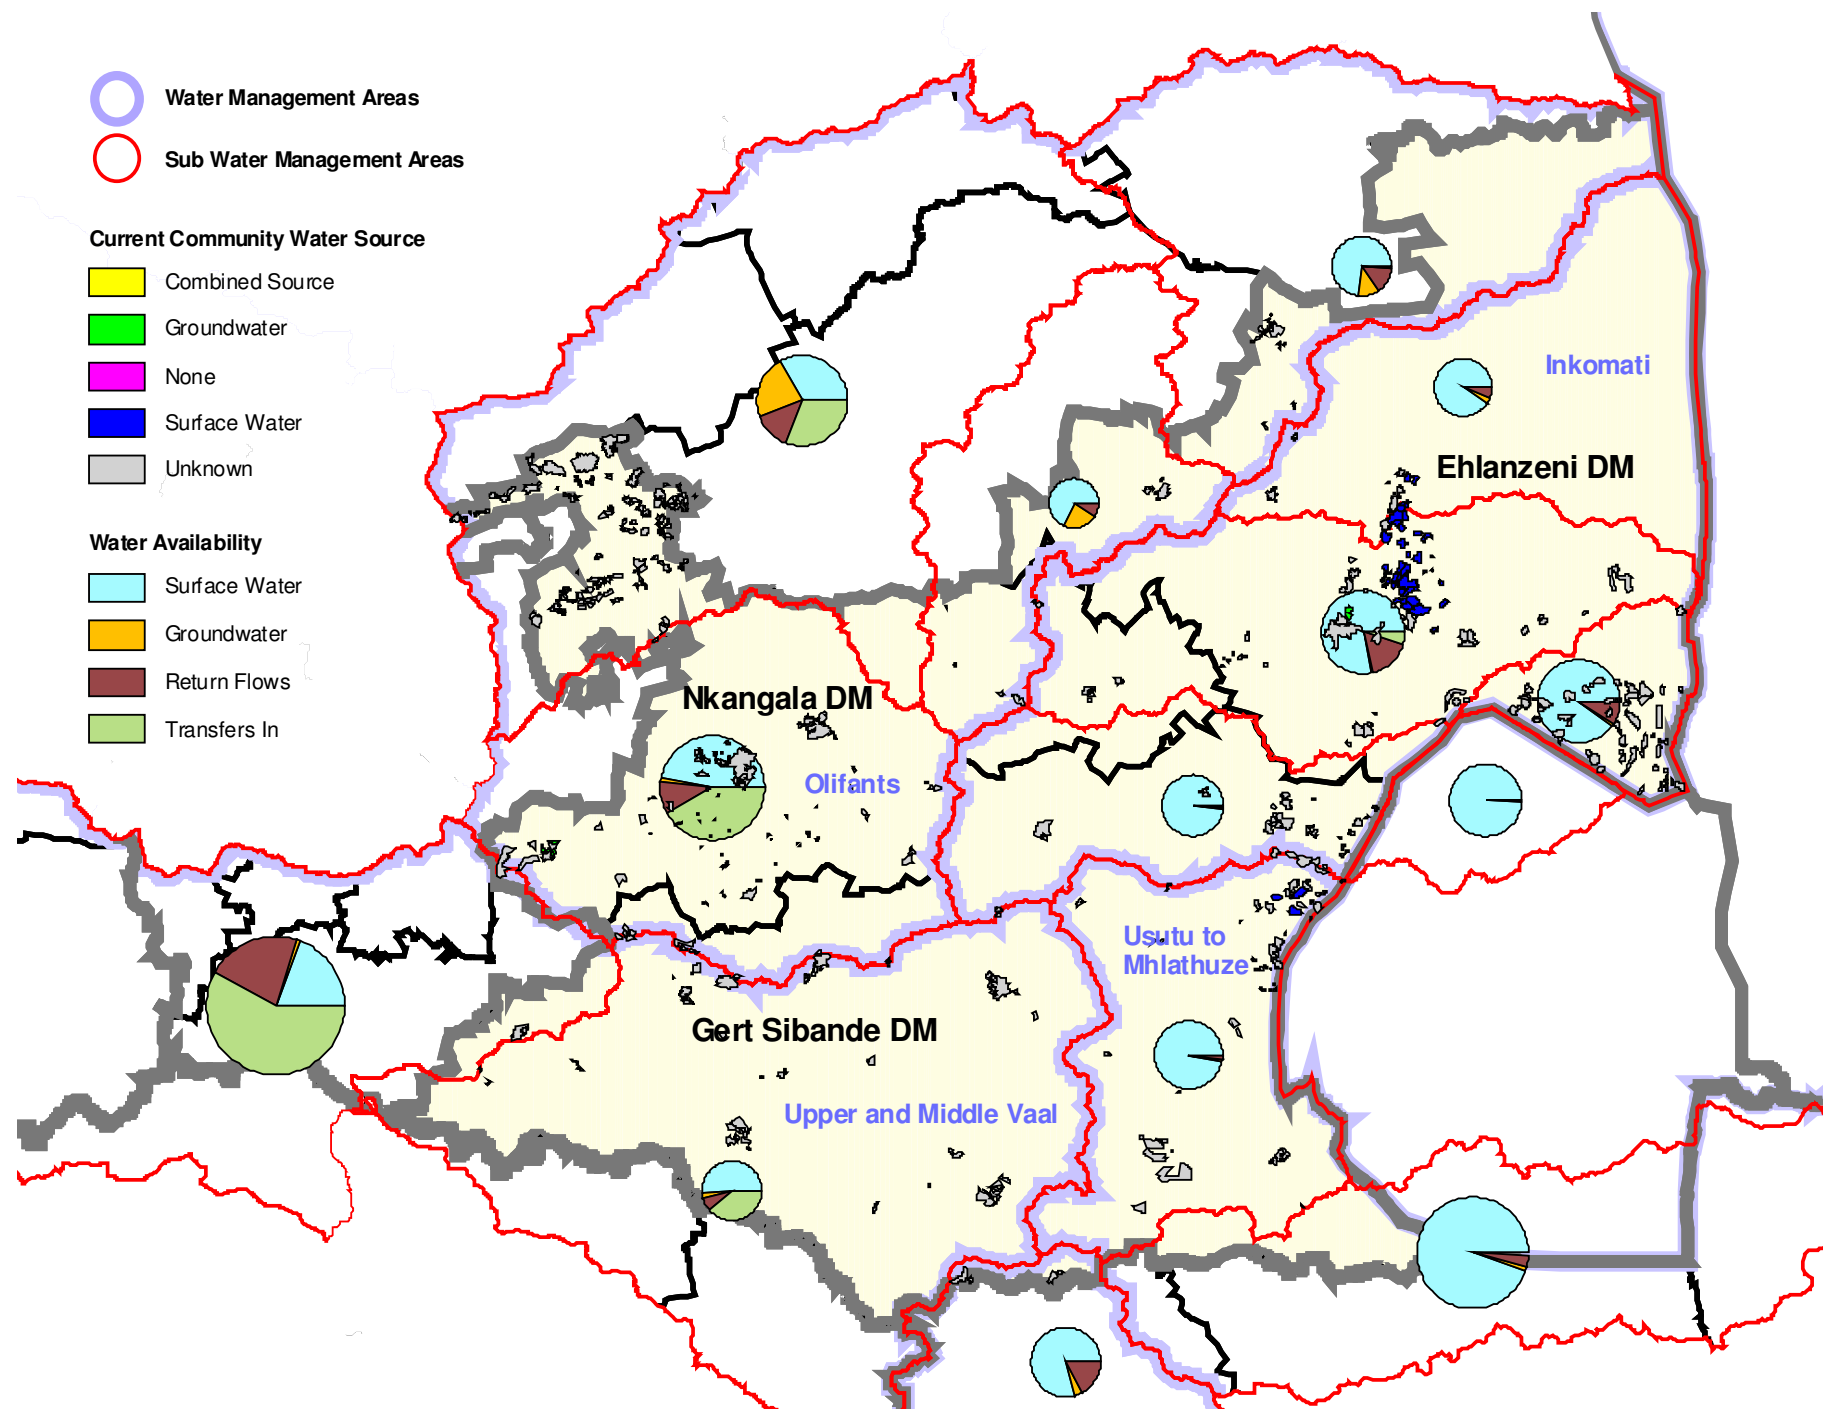 Water Management Areas
Sub Water Management Areas
Current Community Water Source
Combined Source
Groundwater
None
Surface Water
Unknown
Water Availability
Surface Water
Groundwater
Return Flows
Transfers In
Inkomati
Ehlanzeni DM
Nkangala DM
Olifants
Usutu to
Mhlathuze
Gert Sibande DM
Upper and Middle Vaal